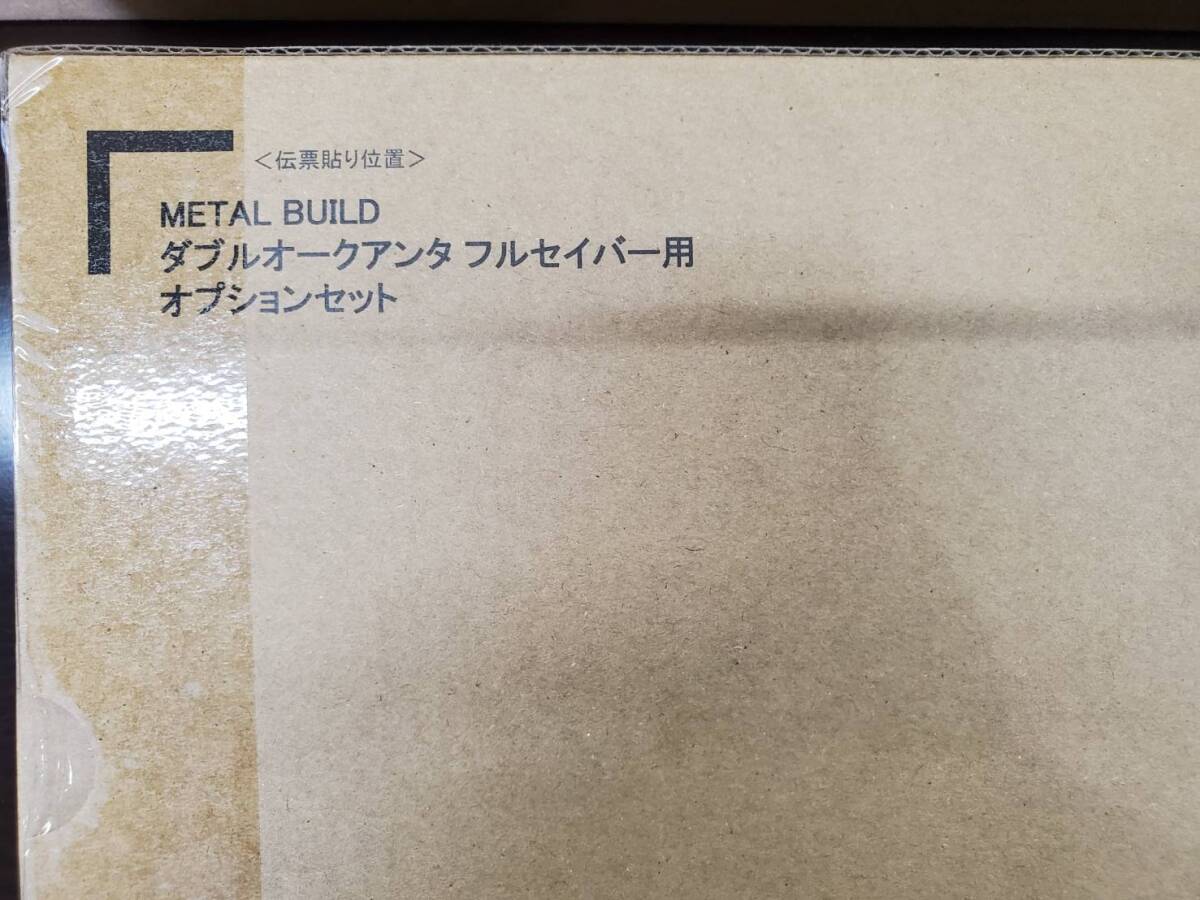 <伝票貼り位置>
METAL BUILD
ダブルオークアンタ フルセイバー用
オプションセット